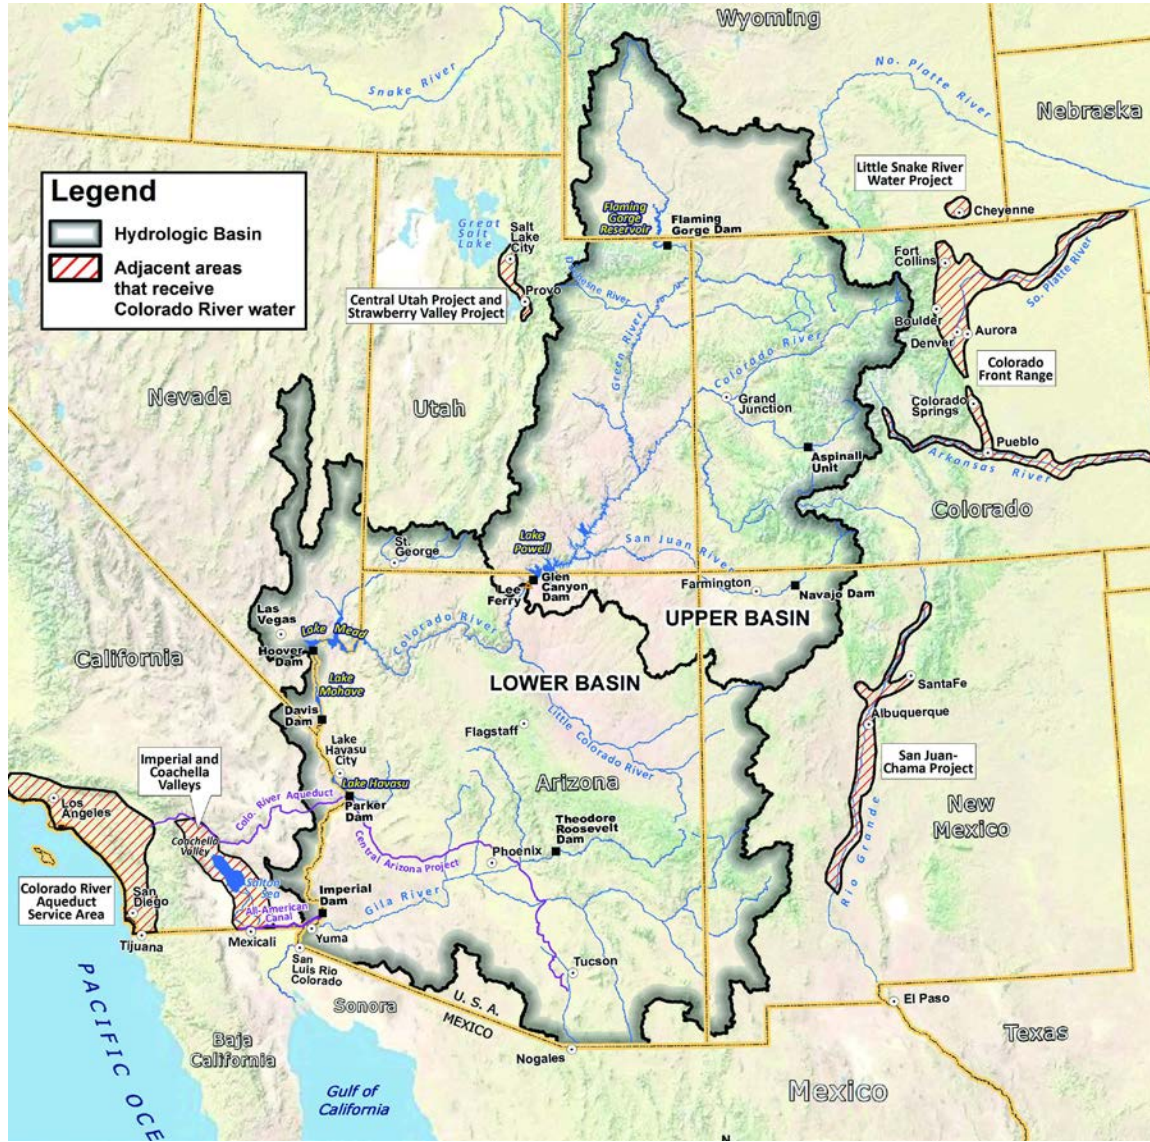 Wyoming
No. Platte River
Snake River
Nebraska
Little Snake River
Water Project
Cheyenne
Legend
Hydrologic Basin
Adjacent areas
that receive
Colorado River water
Great
Salt
Lake
Salt
Lake
City
Flaming
Gorge
Reservoir
Flaming
Gorge Dam
Fort
Collins
So. Platte River
Provo
Duchesne River
Central Utah Project and
Strawberry Valley Project
Boulder
Denver
Aurora
Green River
Colorado River
Colorado
Front Range
Nevada
Utah
Grand
Junction
Colorado
Springs
Pueblo
Aspinall
Unit
Arkansas River
Colorado
St.
George
Lake
Powell
San Juan River
Lee
Ferry
Glen
Canyon
Dam
Farmington
Navajo Dam
Las
Vegas
Lake Mead
Colorado River
UPPER BASIN
California
Hoover
Dam
Lake
Mohave
LOWER BASIN
SantaFe
Davis
Dam
Flagstaff
Little Colorado River
Albuquerque
Imperial and
Coachella
Valleys
Lake
Havasu
City
San Juan-
Chama Project
Lake Havasu
Arizona
Los
Angeles
Colo. River Aqueduct
Parker
Dam
New
Mexico
Theodore
Roosevelt
Dam
Coachella
Valley
Central Arizona Project
Phoenix
Rio Grande
Colorado River
Aqueduct
Service Area
San
Diego
Salton
Sea
Imperial
Dam
Gila River
All-American
Canal
Tijuana
Mexicali
Yuma
San
Luis Rio
Colorado
Tucson
PACIFIC OCE
Sonora
U. S. A.
MEXICO
El Paso
Texas
Baja
California
Nogales
Gulf of
California
Mexico
N